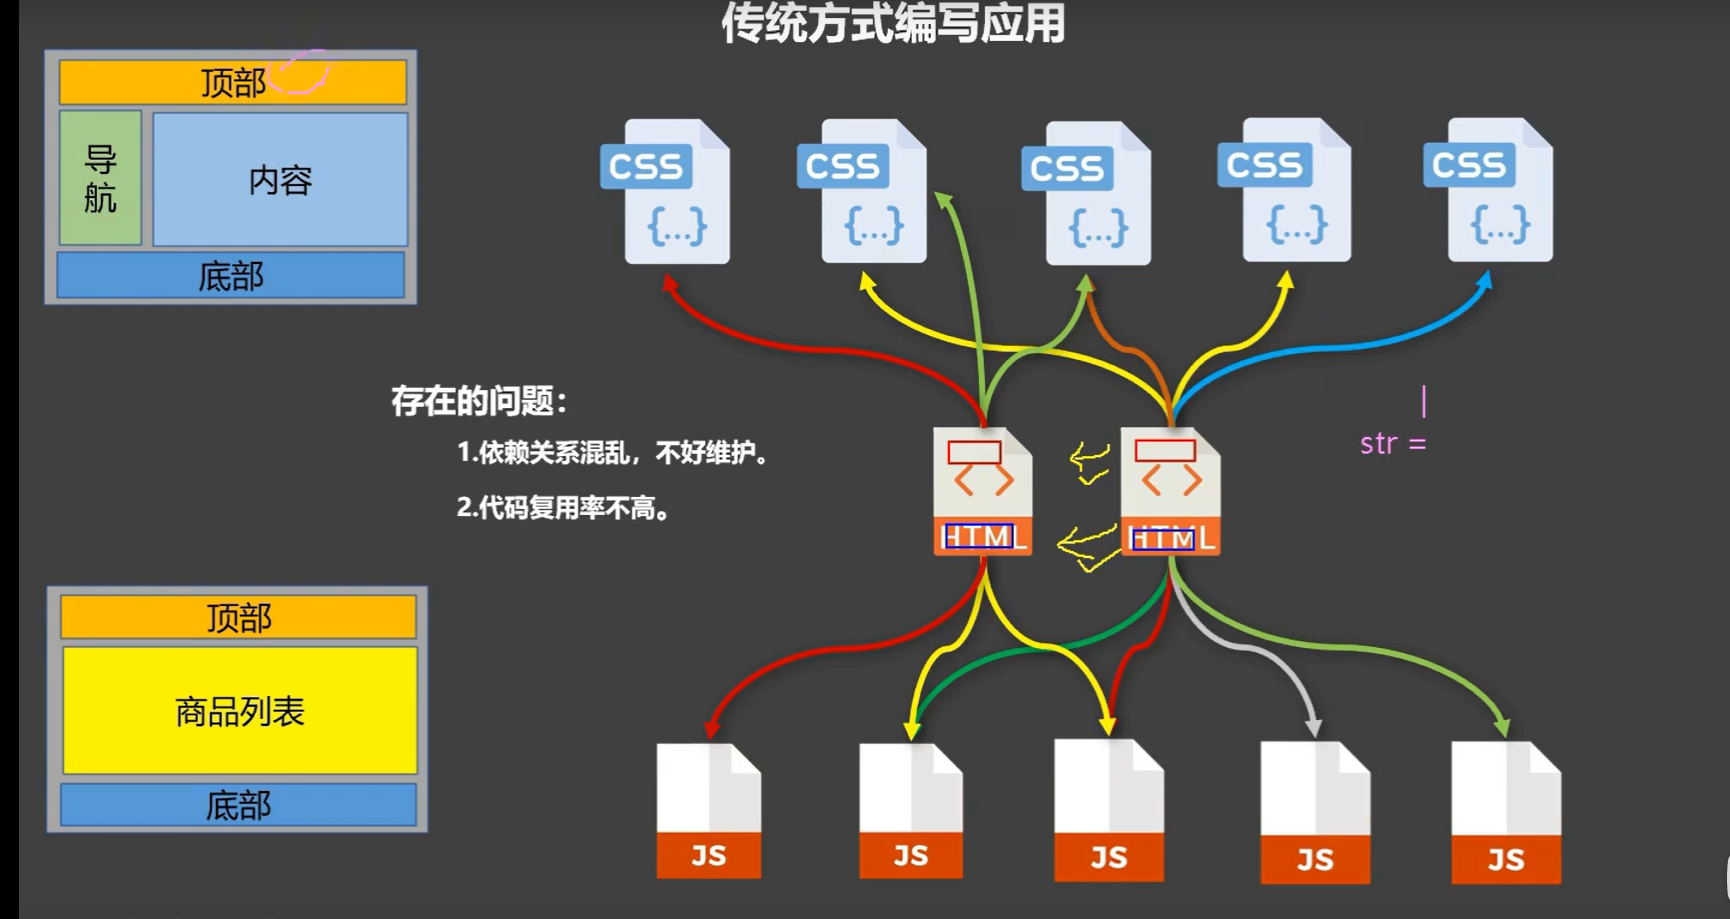 传统方式编写应用
顶部
导航
内容
底部
CSS
{...}
CSS
{...}
CSS
{...}
CSS
{...}
CSS
{...}
存在的问题：
1.依赖关系混乱，不好维护。
2.代码复用率不高。
< >
HTML
< >
HTML
str =
顶部
商品列表
底部
JS
JS
JS
JS
JS